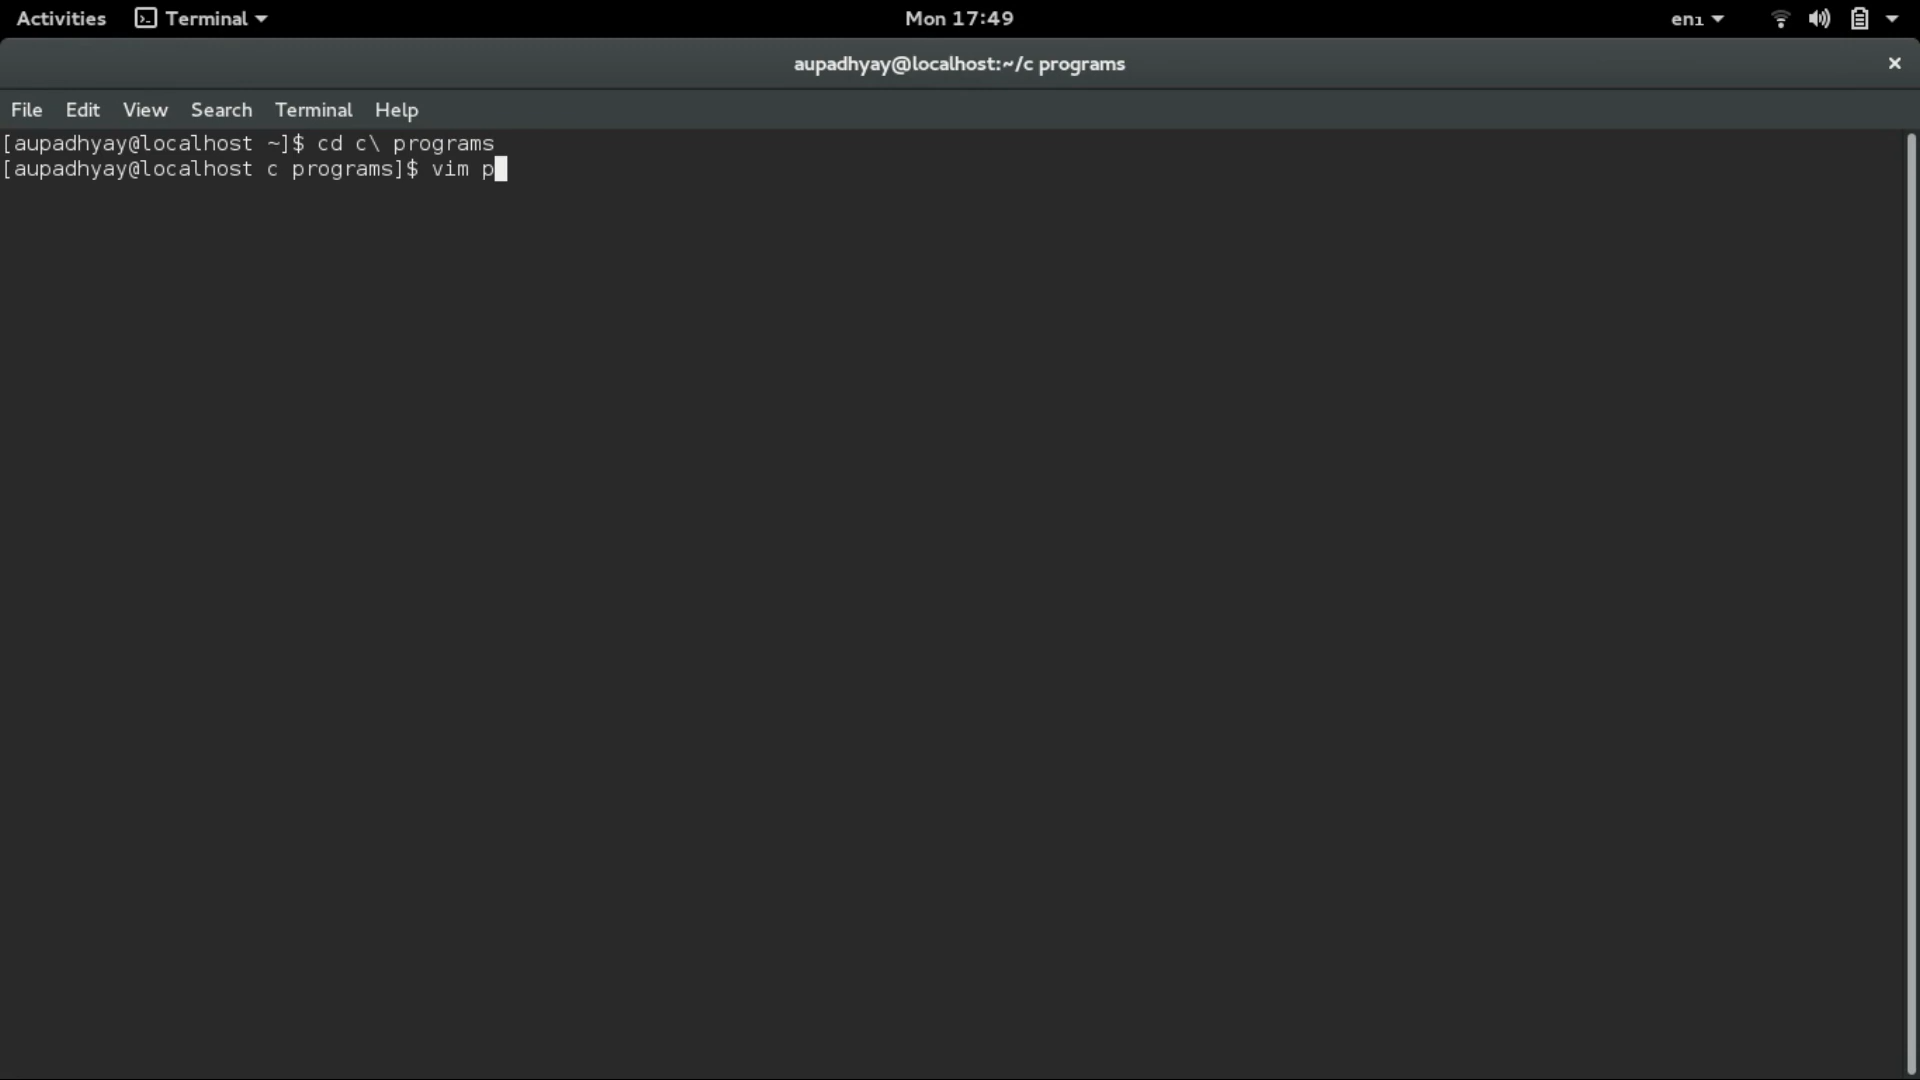 Activities Terminal Mon 17:49 en1
aupadhyay@localhost:~/c programs
File Edit View Search Terminal Help
[aupadhyay@localhost ~]$ cd c\ programs
[aupadhyay@localhost c programs]$ vim p